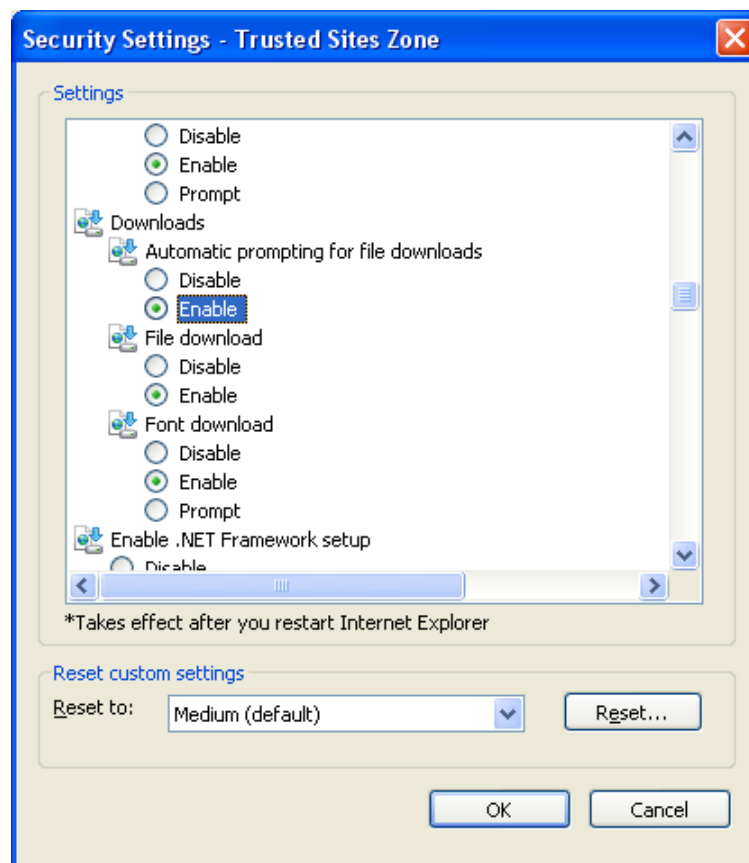 Security Settings - Trusted Sites Zone
Settings
Disable
Enable
Prompt
Downloads
Automatic prompting for file downloads
Disable
Enable
File download
Disable
Enable
Font download
Disable
Enable
Prompt
Enable .NET Framework setup
Disable
*Takes effect after you restart Internet Explorer
Reset custom settings
Reset to:
Medium (default)
Reset...
OK
Cancel